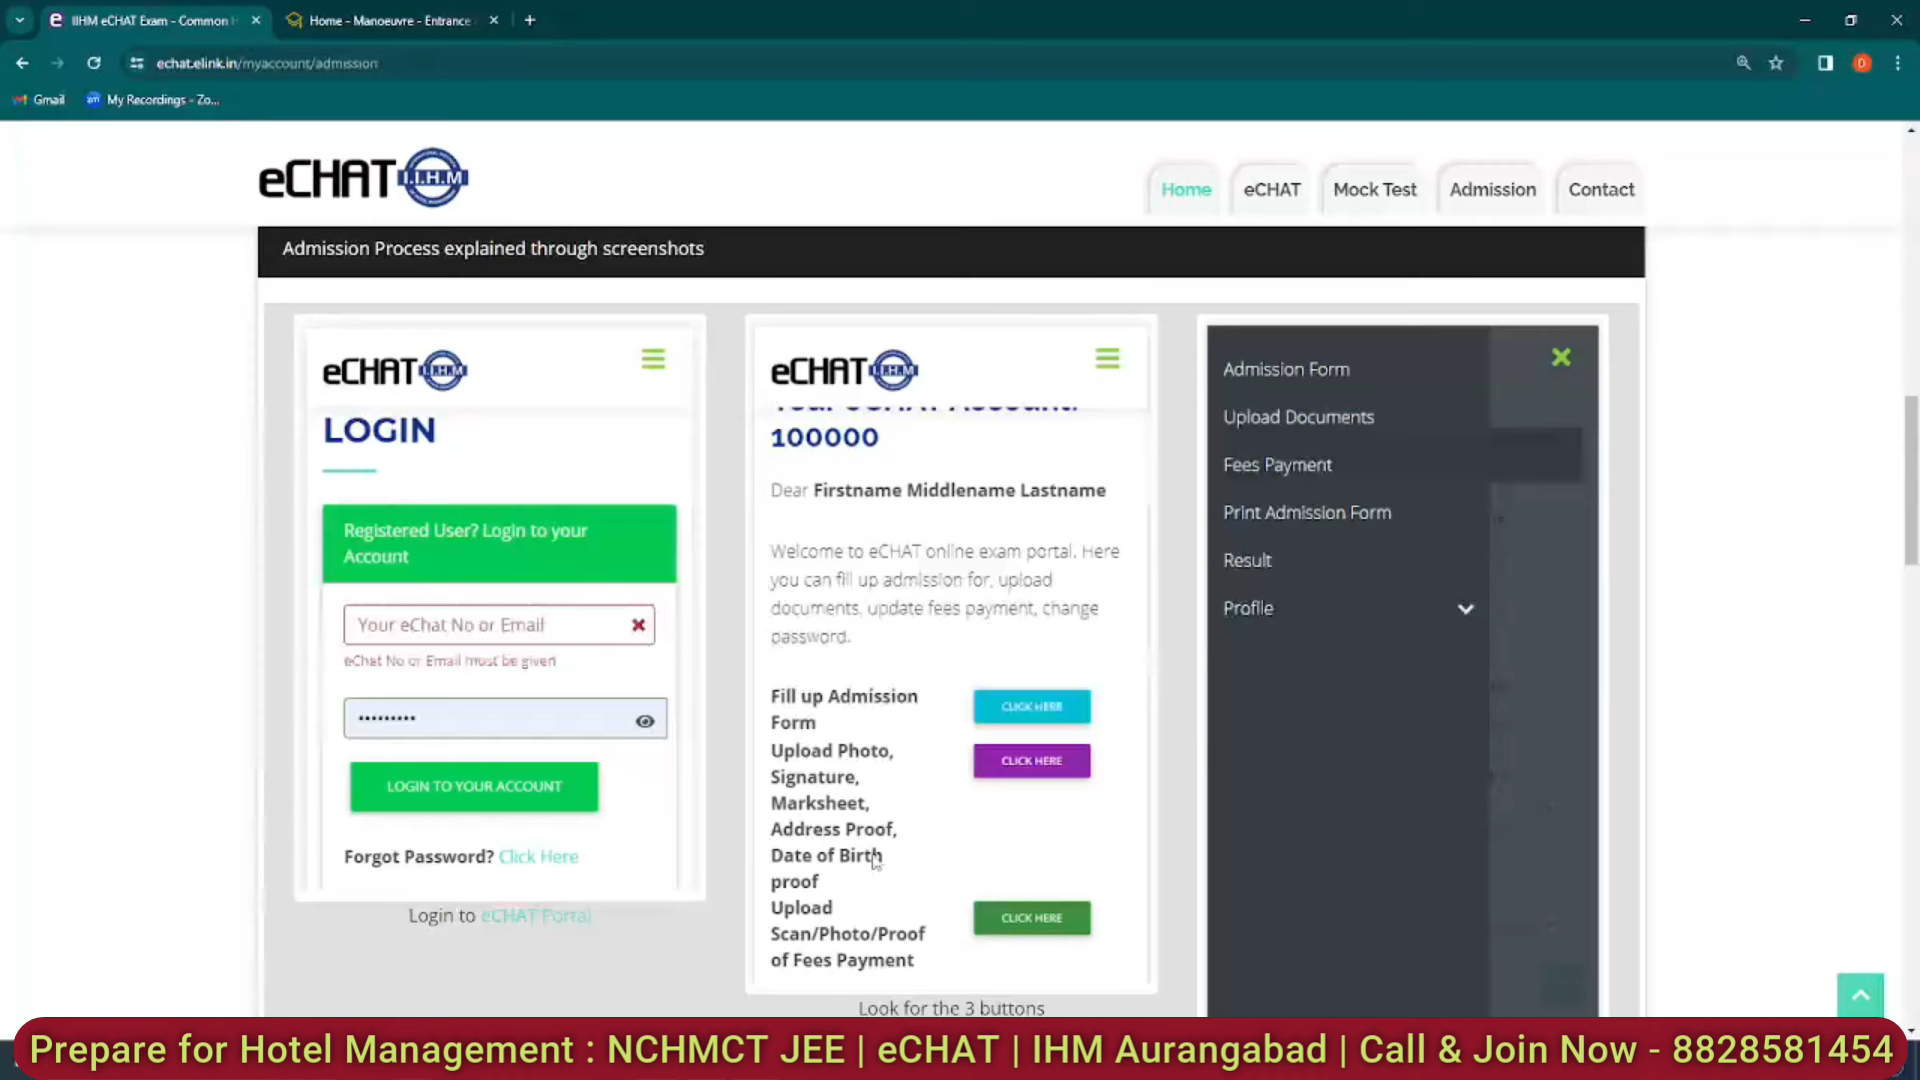 IIHM eCHAT Exam - Common
Home - Manoeuvre - Entrance
echat.elink.in/myaccount/admission
D
Gmail
zm My Recordings - Zo...
eCHAT I.I.H.M
Home
eCHAT
Mock Test
Admission
Contact
Admission Process explained through screenshots
eCHAT I.I.H.M
LOGIN
Registered User? Login to your
Account
Your eChat No or Email
eChat No or Email must be given
LOGIN TO YOUR ACCOUNT
Forgot Password? Click Here
Login to eCHAT Portal
eCHAT I.I.H.M
Your eCHAT Account:
100000
Dear Firstname Middlename Lastname
Welcome to eCHAT online exam portal. Here
you can fill up admission for, upload
documents, update fees payment, change
password.
Fill up Admission
Form
CLICK HERE
Upload Photo,
Signature,
Marksheet,
Address Proof,
Date of Birth
proof
CLICK HERE
Upload
Scan/Photo/Proof
of Fees Payment
CLICK HERE
Look for the 3 buttons
Admission Form
Upload Documents
Fees Payment
Print Admission Form
Result
Profile
Prepare for Hotel Management : NCHMCT JEE | eCHAT | IHM Aurangabad | Call & Join Now - 8828581454